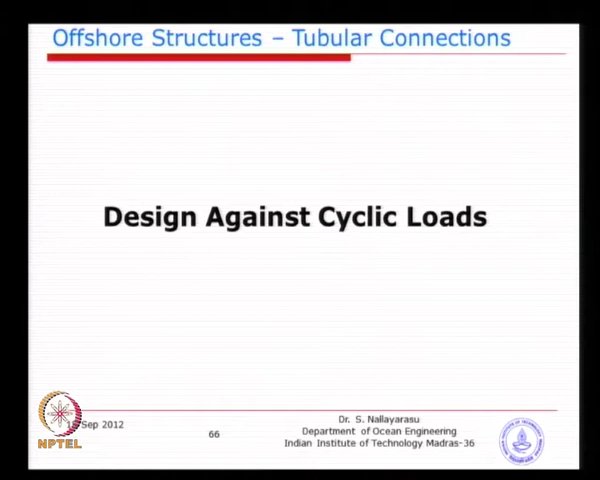 Offshore Structures – Tubular Connections
Design Against Cyclic Loads
Sep 2012
66
Dr. S. Nallayarasu
Department of Ocean Engineering
Indian Institute of Technology Madras-36
NPTEL